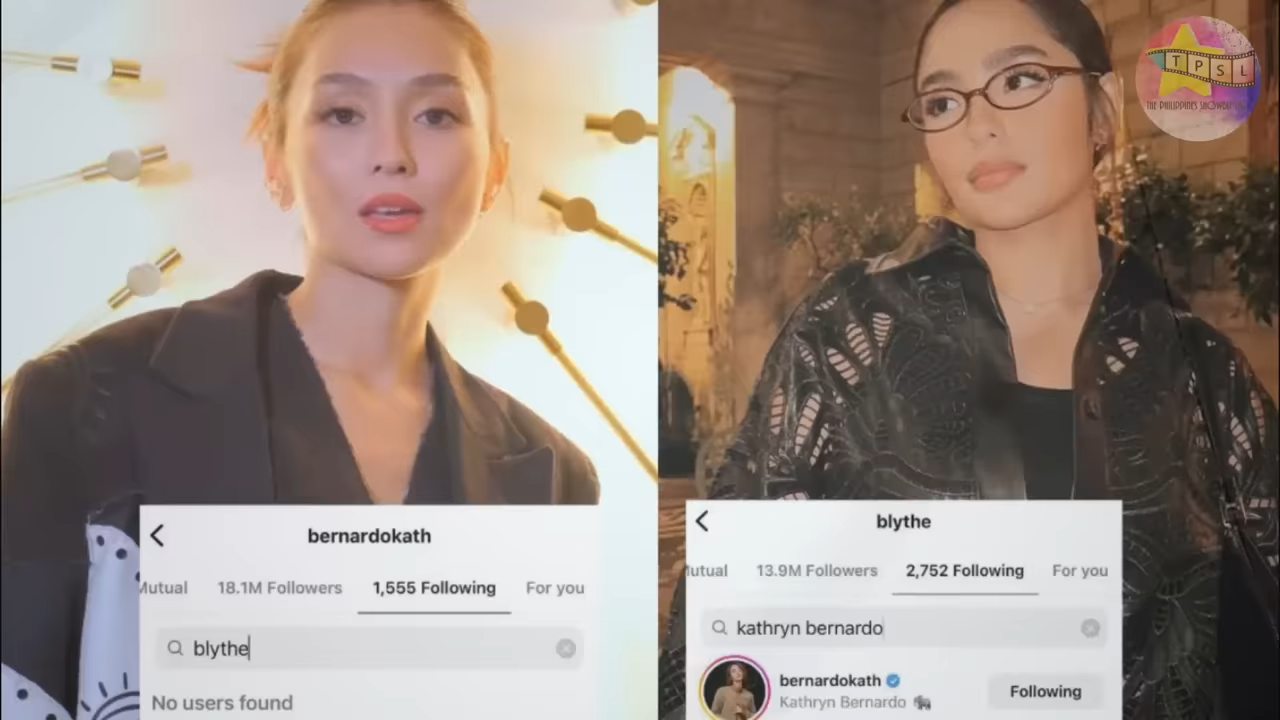 T P S L
bernardokath
Mutual 18.1M Followers 1,555 Following For you
blythe
No users found
blythe
Mutual 13.9M Followers 2,752 Following For you
kathryn bernardo
bernardokath
Kathryn Bernardo
Following